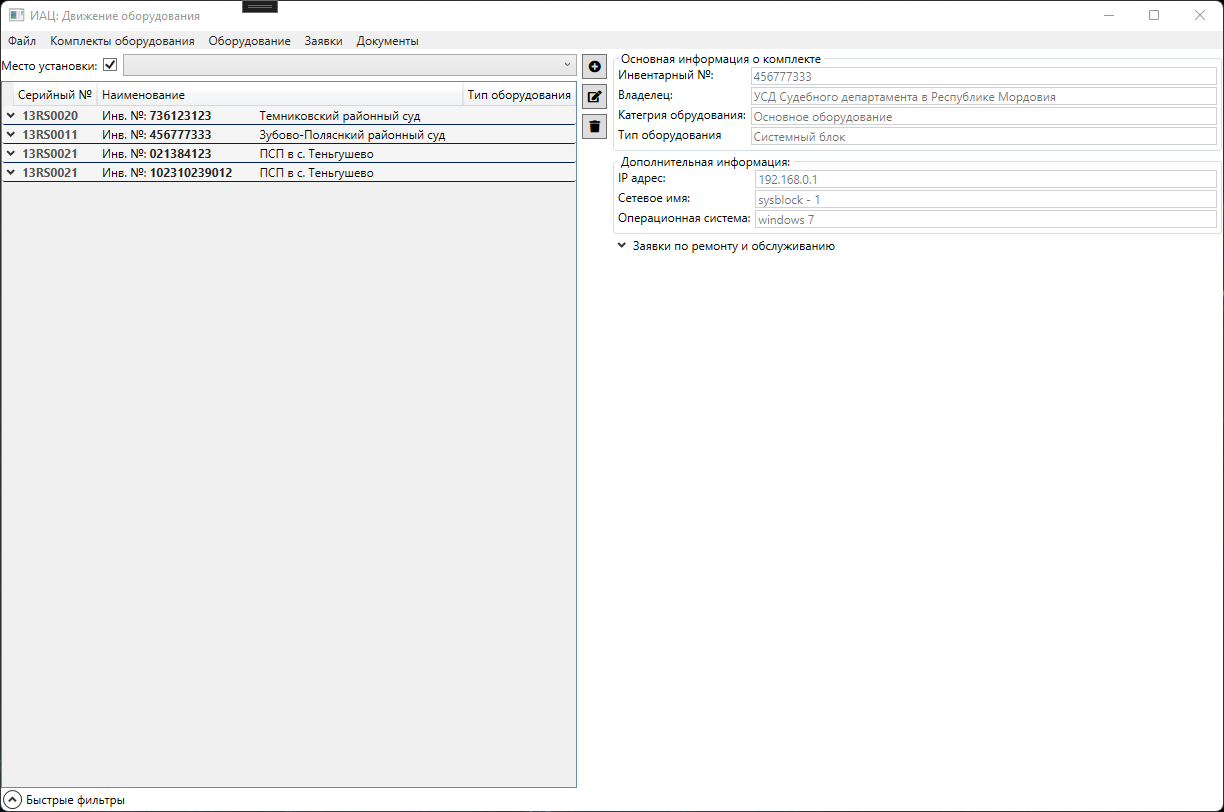 ИАЦ: Движение оборудования
Файл Комплекты оборудования Оборудование Заявки Документы
Место установки:
Серийный № Наименование Тип оборудования
13RS0020 Инв. №: 736123123 Темниковский районный суд
13RS0011 Инв. №: 456777333 Зубово-Полянский районный суд
13RS0021 Инв. №: 021384123 ПСП в с. Теньгушево
13RS0021 Инв. №: 102310239012 ПСП в с. Теньгушево
Основная информация о комплекте
Инвентарный №: 456777333
Владелец: УСД Судебного департамента в Республике Мордовия
Категрия обрудования: Основное оборудование
Тип оборудования Системный блок
Дополнительная информация:
IP адрес: 192.168.0.1
Сетевое имя: sysblock - 1
Операционная система: windows 7
Заявки по ремонту и обслуживанию
Быстрые фильтры